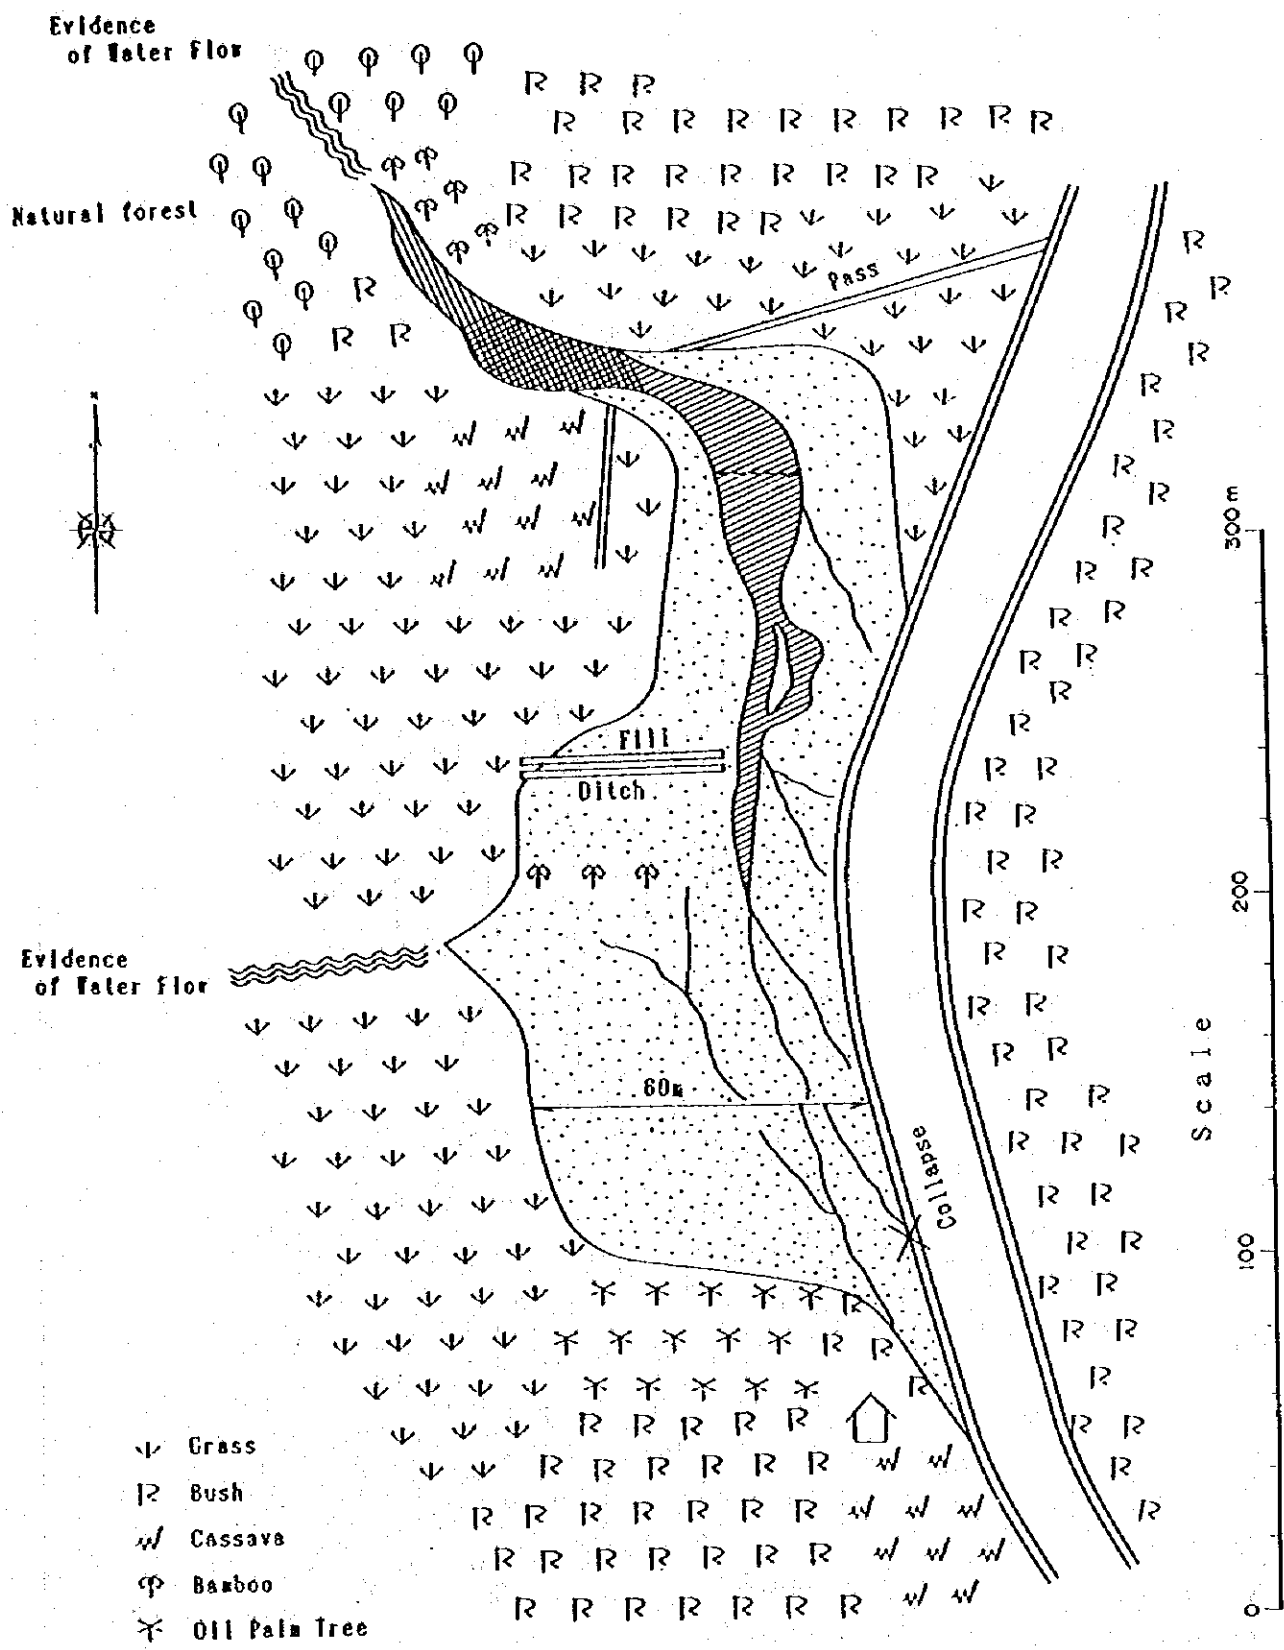 Evidence
of Water Flow
Natural forest
Pass
N
300m
Fill
Ditch
200
Evidence
of Water Flow
Scale
60m
Collapse
100
Grass
Bush
Cassava
Bamboo
Oil Palm Tree
0